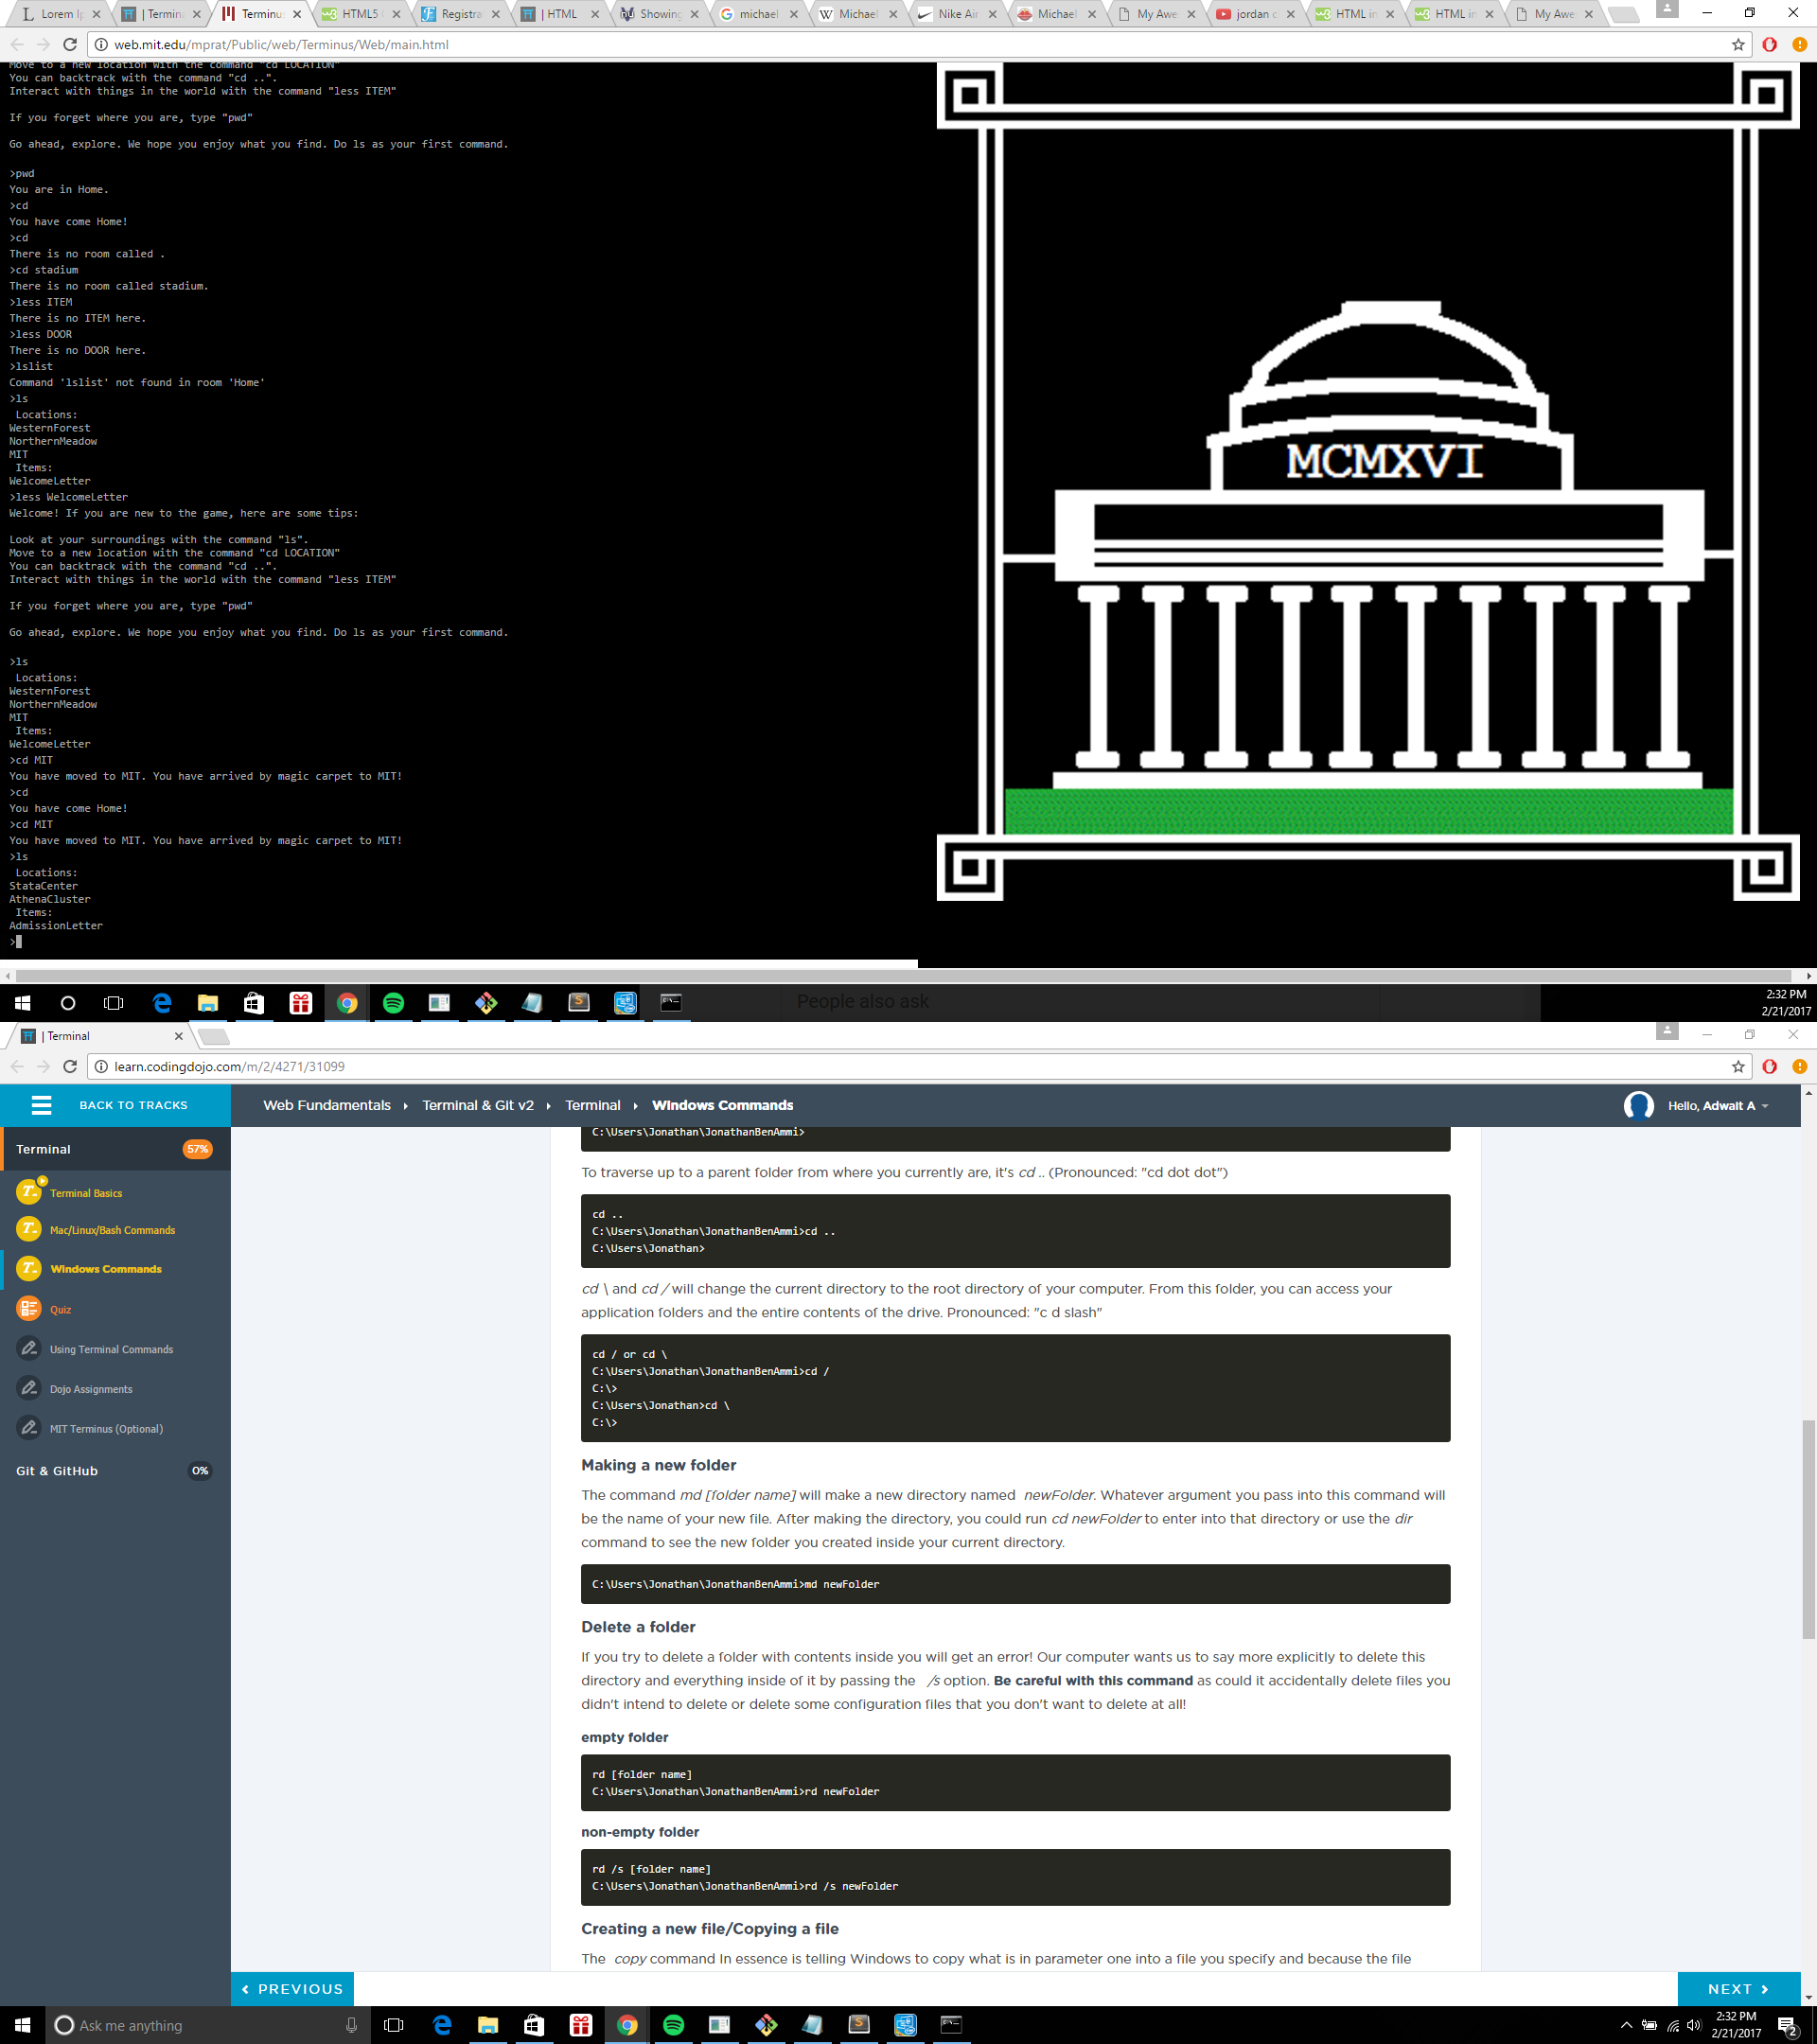 Lorem Ip
| Termina
Terminus
HTML5
Registra
| HTML
Showing
michael
Michael
Nike Air
Michael
My Awe
jordan c
HTML in
HTML in
My Awe
web.mit.edu/mprat/Public/web/Terminus/Web/main.html
Move to a new location with the command "cd LOCATION"
You can backtrack with the command "cd ..".
Interact with things in the world with the command "less ITEM"
If you forget where you are, type "pwd"
Go ahead, explore. We hope you enjoy what you find. Do ls as your first command.
>pwd
You are in Home.
>cd
You have come Home!
>cd
There is no room called .
>cd stadium
There is no room called stadium.
>less ITEM
There is no ITEM here.
>less DOOR
There is no DOOR here.
>lslist
Command 'lslist' not found in room 'Home'
>ls
Locations:
WesternForest
NorthernMeadow
MIT
Items:
WelcomeLetter
>less WelcomeLetter
Welcome! If you are new to the game, here are some tips:
Look at your surroundings with the command "ls".
Move to a new location with the command "cd LOCATION"
You can backtrack with the command "cd ..".
Interact with things in the world with the command "less ITEM"
If you forget where you are, type "pwd"
Go ahead, explore. We hope you enjoy what you find. Do ls as your first command.
>ls
Locations:
WesternForest
NorthernMeadow
MIT
Items:
WelcomeLetter
>cd MIT
You have moved to MIT. You have arrived by magic carpet to MIT!
>cd
You have come Home!
>cd MIT
You have moved to MIT. You have arrived by magic carpet to MIT!
>ls
Locations:
StataCenter
AthenaCluster
Items:
AdmissionLetter
>
MCMXVI
People also ask
2:32 PM
2/21/2017
| Terminal
learn.codingdojo.com/m/2/4271/31099
BACK TO TRACKS
Web Fundamentals
Terminal & Git v2
Terminal
Windows Commands
Hello, Adwait A
Terminal
57%
Terminal Basics
Mac/Linux/Bash Commands
Windows Commands
Quiz
Using Terminal Commands
Dojo Assignments
MIT Terminus (Optional)
Git & GitHub
0%
C:\Users\Jonathan\JonathanBenAmmi>
To traverse up to a parent folder from where you currently are, it's cd .. (Pronounced: "cd dot dot")
cd ..
C:\Users\Jonathan\JonathanBenAmmi>cd ..
C:\Users\Jonathan>
cd \ and cd / will change the current directory to the root directory of your computer. From this folder, you can access your
application folders and the entire contents of the drive. Pronounced: "c d slash"
cd / or cd \
C:\Users\Jonathan\JonathanBenAmmi>cd /
C:\>
C:\Users\Jonathan>cd \
C:\>
Making a new folder
The command md [folder name] will make a new directory named newFolder. Whatever argument you pass into this command will
be the name of your new file. After making the directory, you could run cd newFolder to enter into that directory or use the dir
command to see the new folder you created inside your current directory.
C:\Users\Jonathan\JonathanBenAmmi>md newFolder
Delete a folder
If you try to delete a folder with contents inside you will get an error! Our computer wants us to say more explicitly to delete this
directory and everything inside of it by passing the /s option. Be careful with this command as could it accidentally delete files you
didn't intend to delete or delete some configuration files that you don't want to delete at all!
empty folder
rd [folder name]
C:\Users\Jonathan\JonathanBenAmmi>rd newFolder
non-empty folder
rd /s [folder name]
C:\Users\Jonathan\JonathanBenAmmi>rd /s newFolder
Creating a new file/Copying a file
The copy command In essence is telling Windows to copy what is in parameter one into a file you specify and because the file
PREVIOUS
NEXT
Ask me anything
2:32 PM
2/21/2017
2